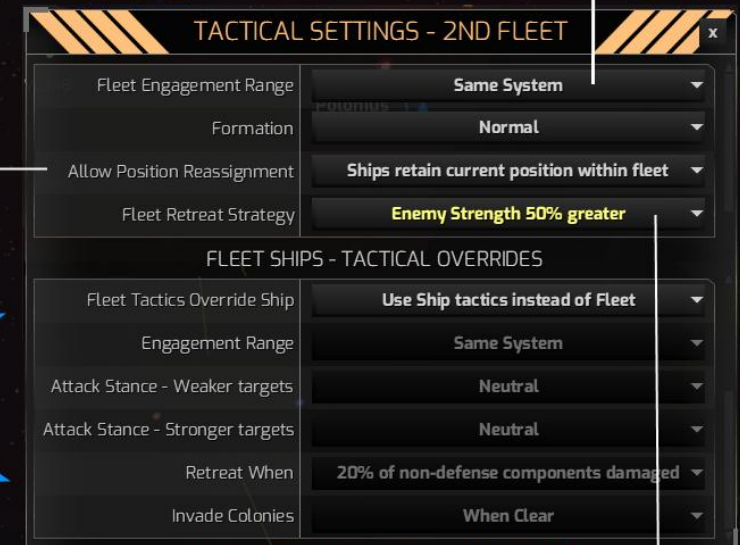 TACTICAL SETTINGS - 2ND FLEET
x
Fleet Engagement Range Same System
Polomus 1
Formation Normal
Allow Position Reassignment Ships retain current position within fleet
Fleet Retreat Strategy Enemy Strength 50% greater
FLEET SHIPS - TACTICAL OVERRIDES
Fleet Tactics Override Ship Use Ship tactics instead of Fleet
Engagement Range Same System
Attack Stance - Weaker targets Neutral
Attack Stance - Stronger targets Neutral
Retreat When 20% of non-defense components damaged
Invade Colonies When Clear